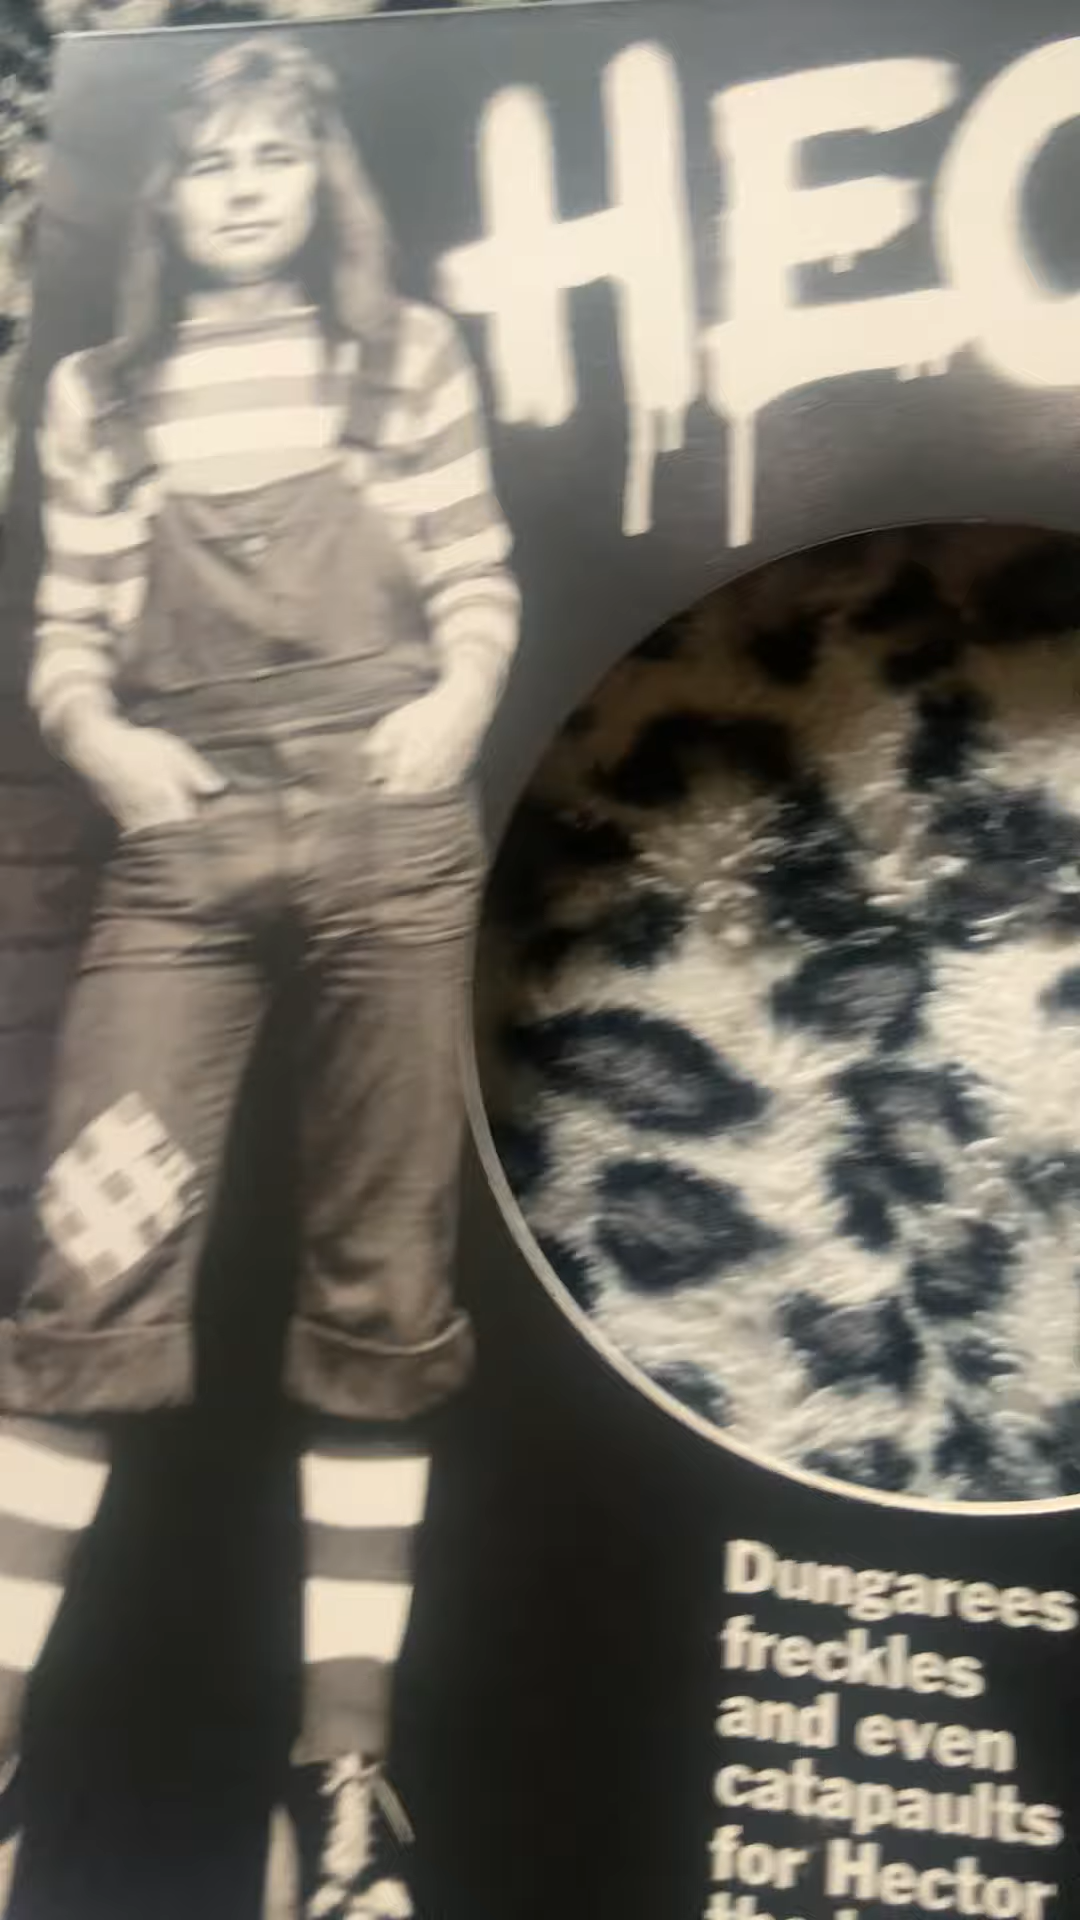 HEC
Dungarees
freckles
and even
catapaults
for Hector